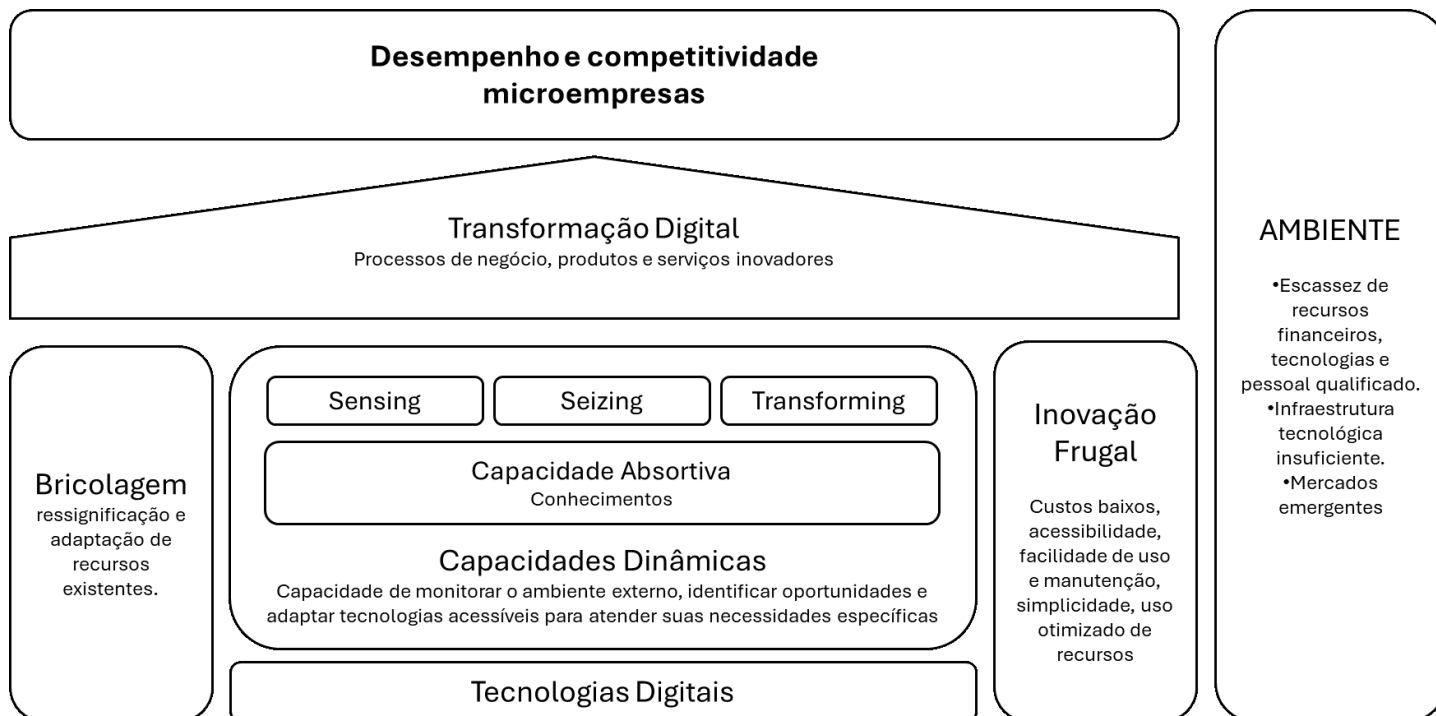 Desempenho e competitividade
microempresas
Transformação Digital
Processos de negócio, produtos e serviços inovadores
Bricolagem
ressignificação e
adaptação de
recursos
existentes.
Sensing
Seizing
Transforming
Capacidade Absortiva
Conhecimentos
Capacidades Dinâmicas
Capacidade de monitorar o ambiente externo, identificar oportunidades e
adaptar tecnologias acessíveis para atender suas necessidades específicas
Tecnologias Digitais
Inovação
Frugal
Custos baixos,
acessibilidade,
facilidade de uso
e manutenção,
simplicidade, uso
otimizado de
recursos
AMBIENTE
•Escassez de
recursos
financeiros,
tecnologias e
pessoal qualificado.
•Infraestrutura
tecnológica
insuficiente.
•Mercados
emergentes